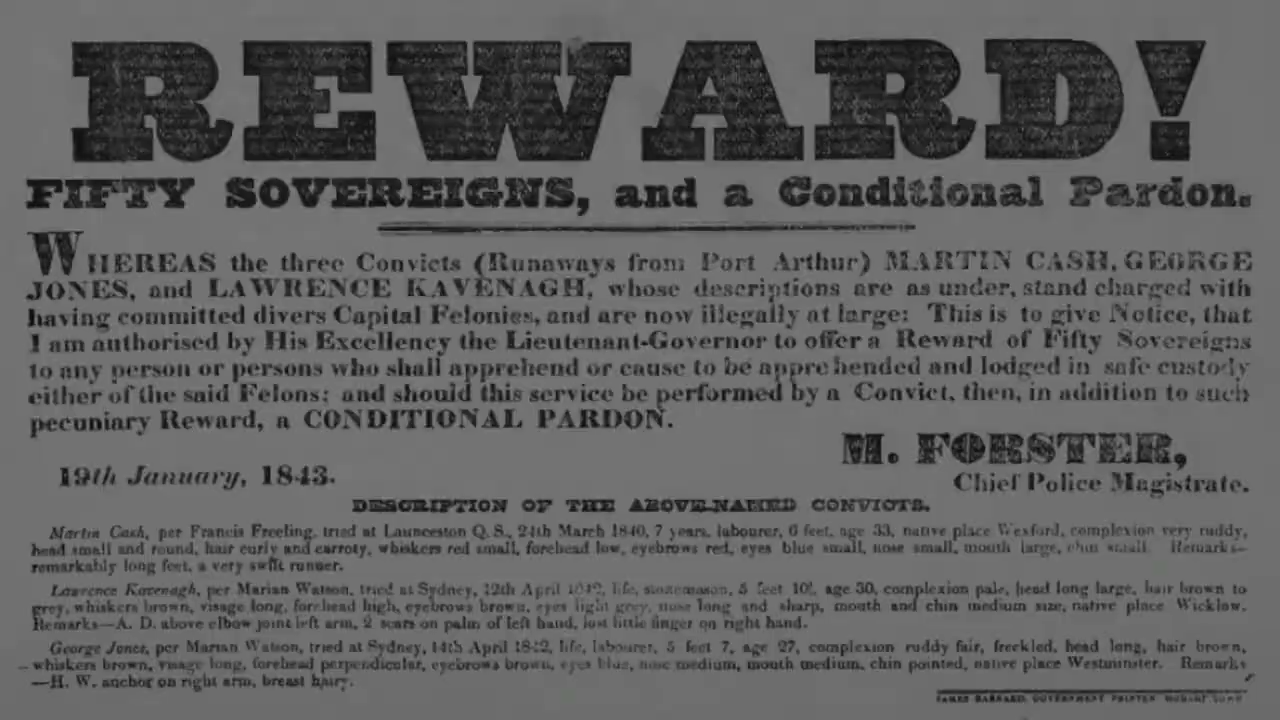 REWARD!
FIFTY SOVEREIGNS, and a Conditional Pardon.
WHEREAS the three Convicts (Runaways from Port Arthur) MARTIN CASH, GEORGE
JONES, and LAWRENCE KAVENAGH, whose descriptions are as under, stand charged with
having committed divers Capital Felonies, and are now illegally at large: This is to give Notice, that
I am authorised by His Excellency the Lieutenant-Governor to offer a Reward of Fifty Sovereigns
to any person or persons who shall apprehend or cause to be apprehended and lodged in safe custody
either of the said Felons; and should this service be performed by a Convict, then, in addition to such
pecuniary Reward, a CONDITIONAL PARDON.
M. FORSTER,
Chief Police Magistrate.
19th January, 1843.
DESCRIPTION OF THE ABOVE-NAMED CONVICTS.
Martin Cash, per Francis Freeling, tried at Launceston Q. S., 24th March 1840, 7 years, labourer, 6 feet, age 33, native place Wexford, complexion very ruddy,
head small and round, hair curly and carroty, whiskers red small, forehead low, eyebrows red, eyes blue small, nose small, mouth large, chin small. Remarks—
remarkably long feet, a very swift runner.
Lawrence Kavenagh, per Marian Watson, tried at Sydney, 12th April 1842, life, stonemason, 5 feet 10½, age 30, complexion pale, head long large, hair brown to
grey, whiskers brown, visage long, forehead high, eyebrows brown, eyes light grey, nose long and sharp, mouth and chin medium size, native place Wicklow.
Remarks—A. D. above elbow joint left arm, 2 scars on palm of left hand, lost little finger on right hand.
George Jones, per Marian Watson, tried at Sydney, 14th April 1842, life, labourer, 5 feet 7, age 27, complexion ruddy fair, freckled, head long, hair brown,
whiskers brown, visage long, forehead perpendicular, eyebrows brown, eyes blue, nose medium, mouth medium, chin pointed, native place Westminster. Remarks
—H. W. anchor on right arm, breast hairy.
JAMES BARNARD, GOVERNMENT PRINTER, HOBART TOWN